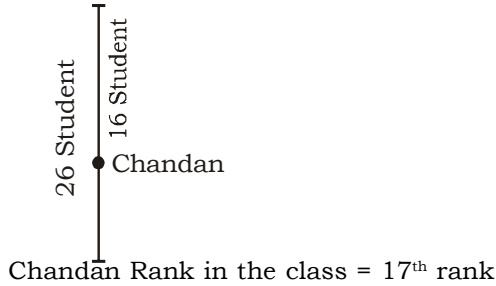 26 Student
16 Student
Chandan
Chandan Rank in the class = 17th rank